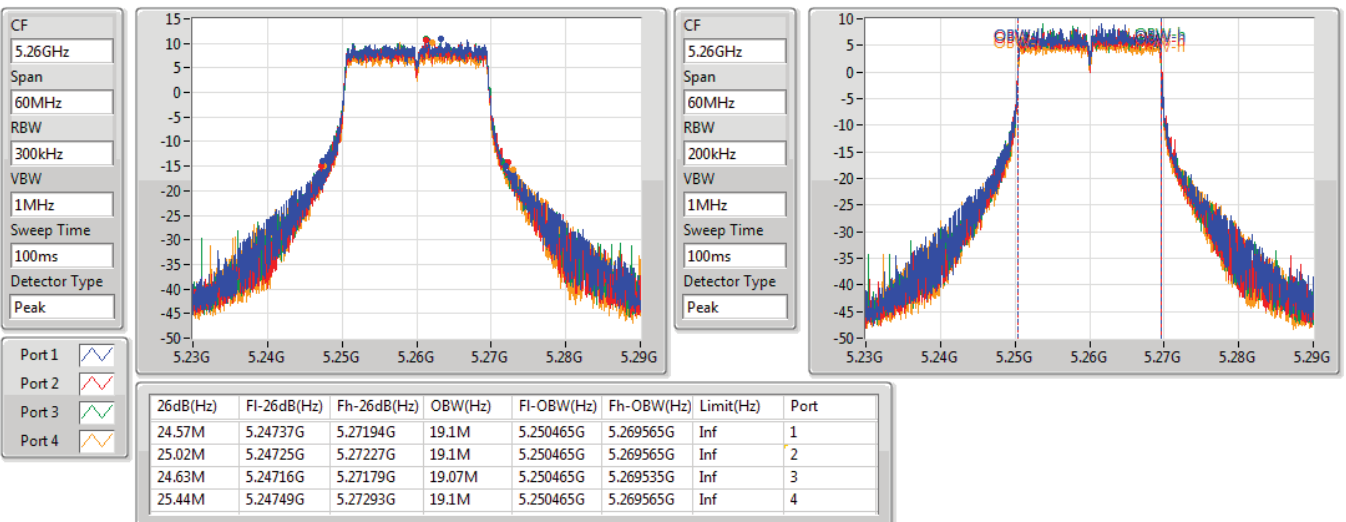 CF
5.26GHz
Span
60MHz
RBW
300kHz
VBW
1MHz
Sweep Time
100ms
Detector Type
Peak
15
10
5
0
-5
-10
-15
-20
-25
-30
-35
-40
-45
-50
5.23G 5.24G 5.25G 5.26G 5.27G 5.28G 5.29G
CF
5.26GHz
Span
60MHz
RBW
200kHz
VBW
1MHz
Sweep Time
100ms
Detector Type
Peak
10
5
0
-5
-10
-15
-20
-25
-30
-35
-40
-45
-50
5.23G 5.24G 5.25G 5.26G 5.27G 5.28G 5.29G
Port 1
Port 2
Port 3
Port 4
26dB(Hz) Fl-26dB(Hz) Fh-26dB(Hz) OBW(Hz) Fl-OBW(Hz) Fh-OBW(Hz) Limit(Hz) Port
24.57M 5.24737G 5.27194G 19.1M 5.250465G 5.269565G Inf 1
25.02M 5.24725G 5.27227G 19.1M 5.250465G 5.269565G Inf 2
24.63M 5.24716G 5.27179G 19.07M 5.250465G 5.269535G Inf 3
25.44M 5.24749G 5.27293G 19.1M 5.250465G 5.269565G Inf 4